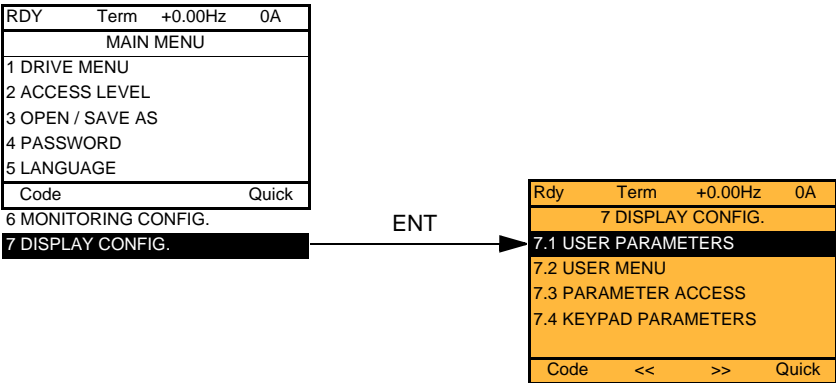 RDY Term +0.00Hz 0A
MAIN MENU
1 DRIVE MENU
2 ACCESS LEVEL
3 OPEN / SAVE AS
4 PASSWORD
5 LANGUAGE
Code Quick
6 MONITORING CONFIG.
7 DISPLAY CONFIG.
ENT
Rdy Term +0.00Hz 0A
7 DISPLAY CONFIG.
7.1 USER PARAMETERS
7.2 USER MENU
7.3 PARAMETER ACCESS
7.4 KEYPAD PARAMETERS
Code << >> Quick